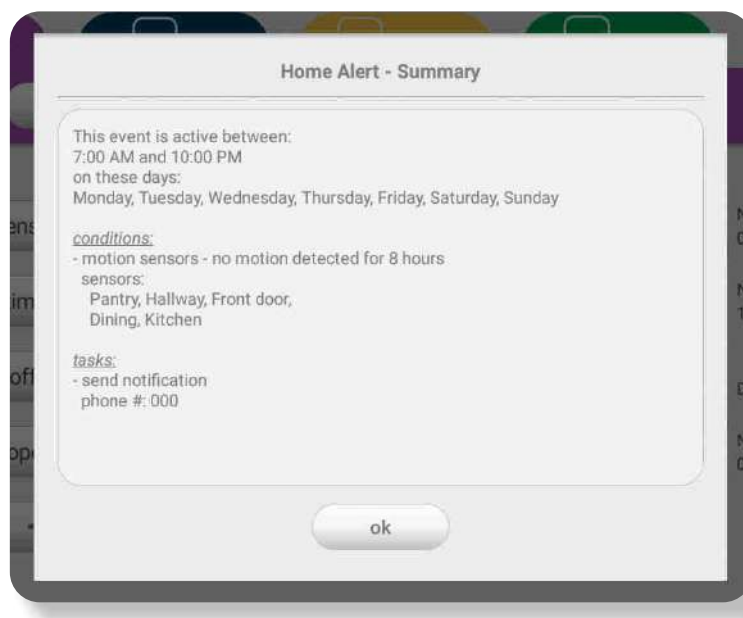 Home Alert - Summary
This event is active between:
7:00 AM and 10:00 PM
on these days:
Monday, Tuesday, Wednesday, Thursday, Friday, Saturday, Sunday
conditions:
- motion sensors - no motion detected for 8 hours
sensors:
Pantry, Hallway, Front door,
Dining, Kitchen
tasks:
- send notification
phone #: 000
ok